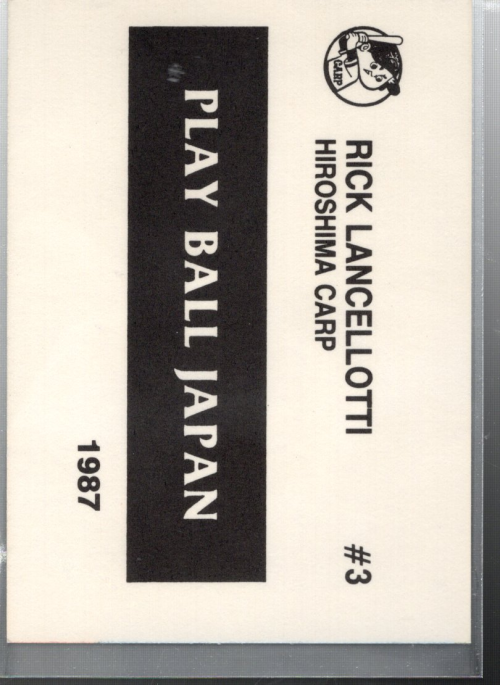 CARP
RICK LANCELLOTTI #3
HIROSHIMA CARP
PLAY BALL JAPAN
1987